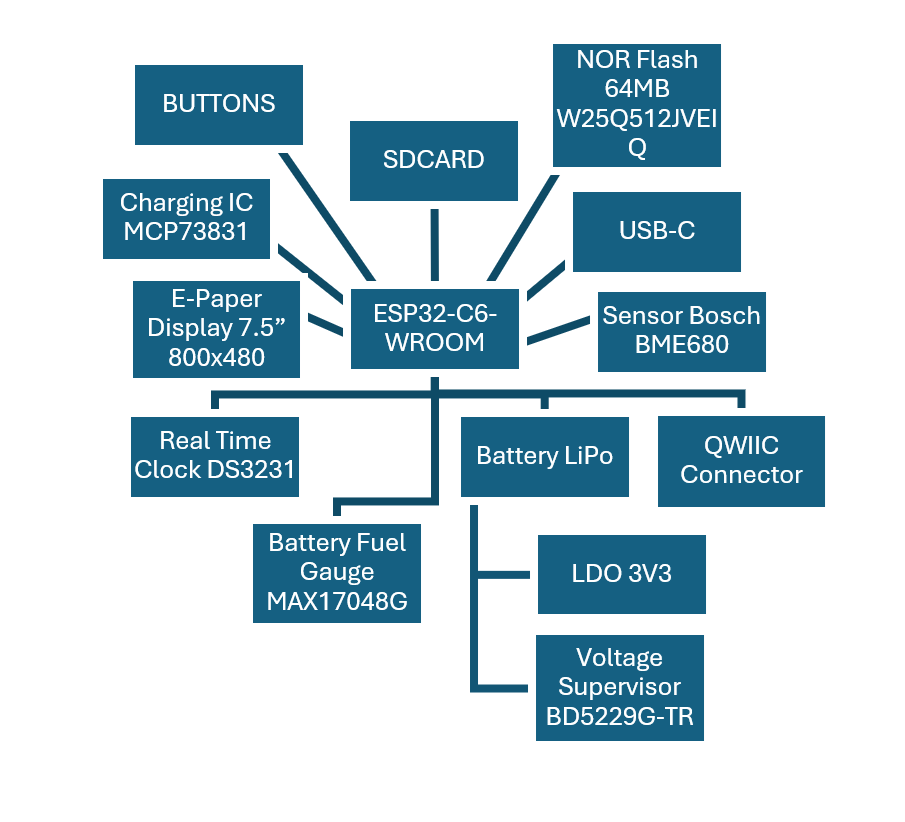 BUTTONS
NOR Flash
64MB
W25Q512JVEI
Q
SDCARD
Charging IC
MCP73831
USB-C
E-Paper
Display 7.5”
800x480
ESP32-C6-
WROOM
Sensor Bosch
BME680
Real Time
Clock DS3231
Battery LiPo
QWIIC
Connector
Battery Fuel
Gauge
MAX17048G
LDO 3V3
Voltage
Supervisor
BD5229G-TR